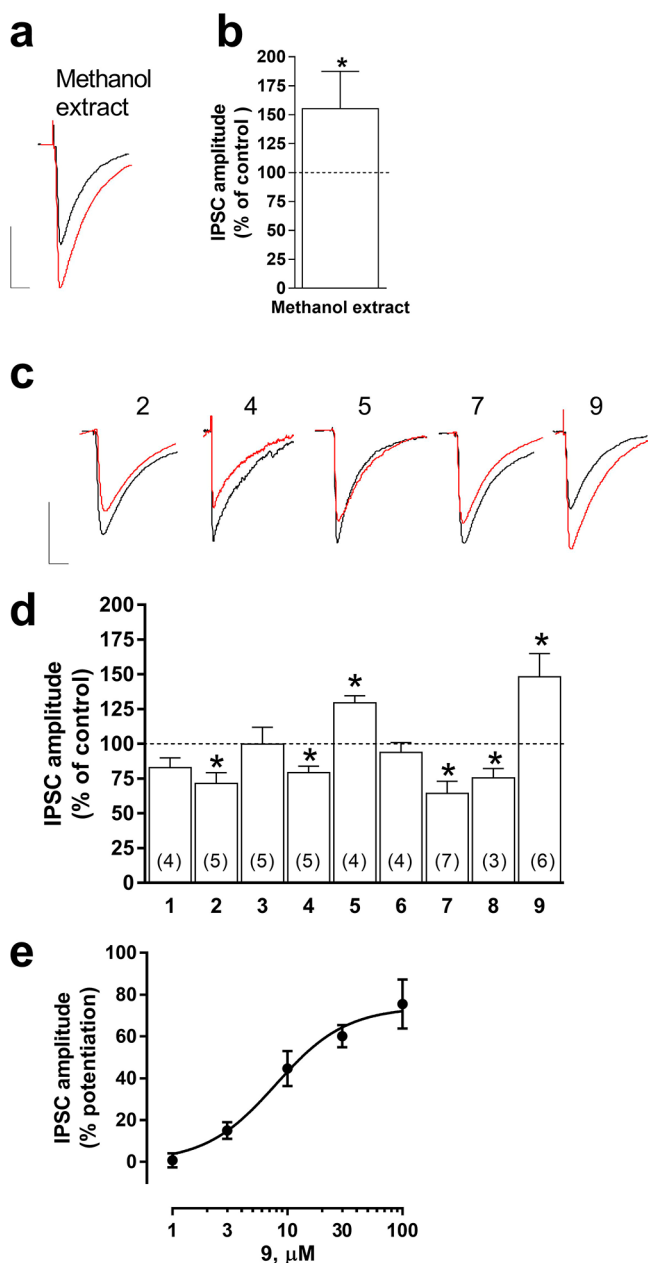 a
Methanol
extract
b
IPSC amplitude
(% of control )
200
175
150
125
100
75
50
25
0
*
Methanol extract
c
2 4 5 7 9
d
IPSC amplitude
(% of control)
200
175
150
125
100
75
50
25
0
* * * * * *
(4) (5) (5) (5) (4) (4) (7) (3) (6)
1 2 3 4 5 6 7 8 9
e
IPSC amplitude
(% potentiation)
100
80
60
40
20
0
1 3 10 30 100
9, μM